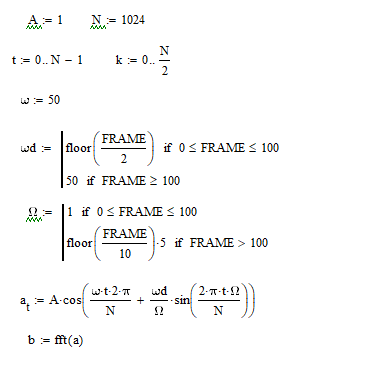 A := 1 N := 1024
t := 0.. N − 1 k := 0.. N/2
ω := 50
ωd := | floor(FRAME/2) if 0 ≤ FRAME ≤ 100
| 50 if FRAME ≥ 100
Ω := | 1 if 0 ≤ FRAME ≤ 100
| floor(FRAME/10)·5 if FRAME > 100
a_t := A·cos(ω·t·2·π/N + ωd/Ω·sin(2·π·t·Ω/N))
b := fft(a)